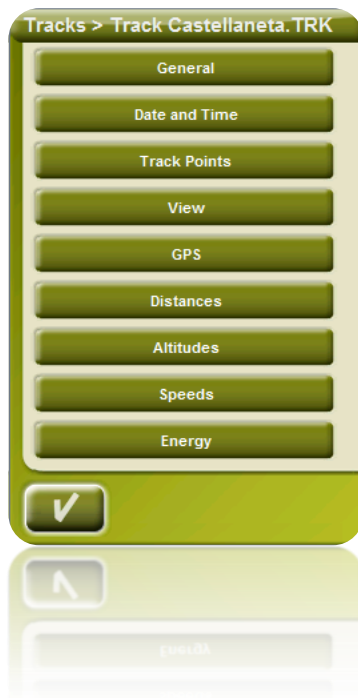 Tracks > Track Castellaneta.TRK
General
Date and Time
Track Points
View
GPS
Distances
Altitudes
Speeds
Energy